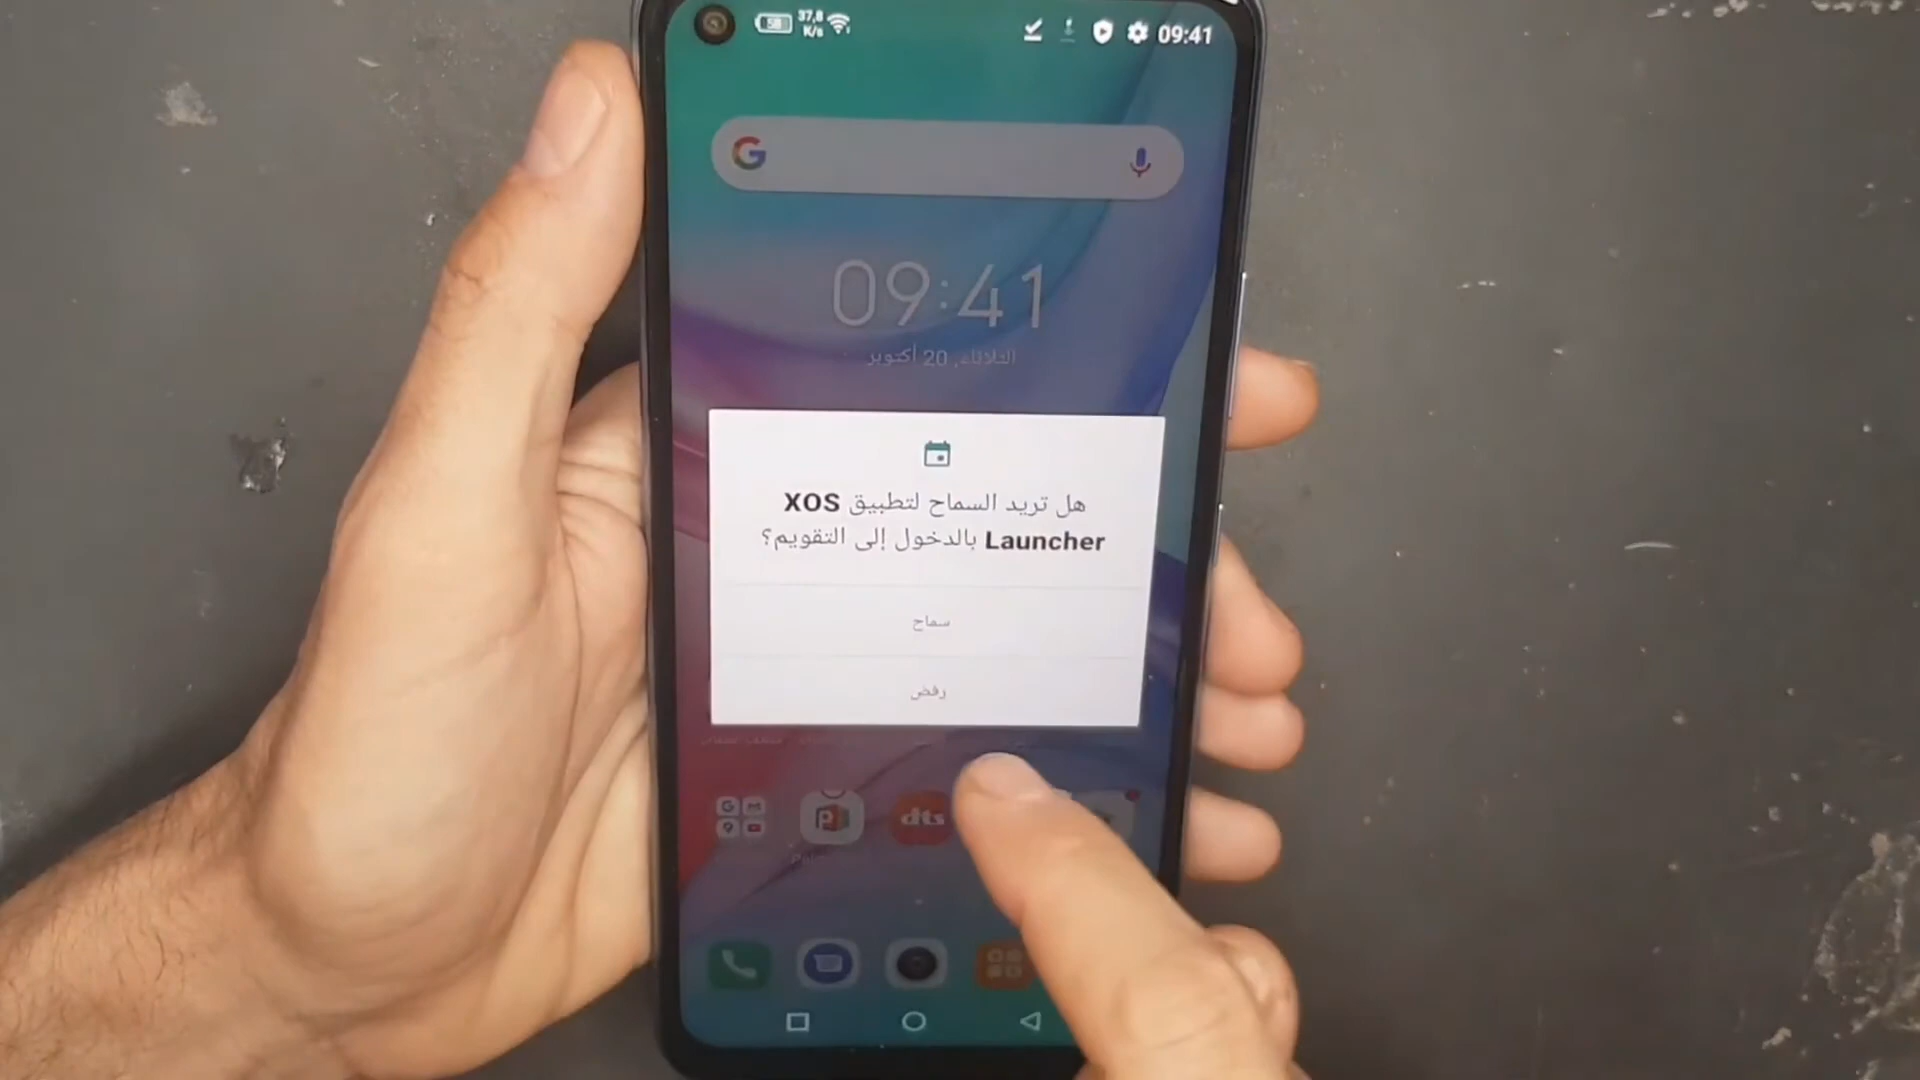 58
37,8
K/s
09:41
G
09:41
الثلاثاء, 20 أكتوبر
هل تريد السماح لتطبيق XOS
Launcher بالدخول إلى التقويم؟
سماح
رفض
dts